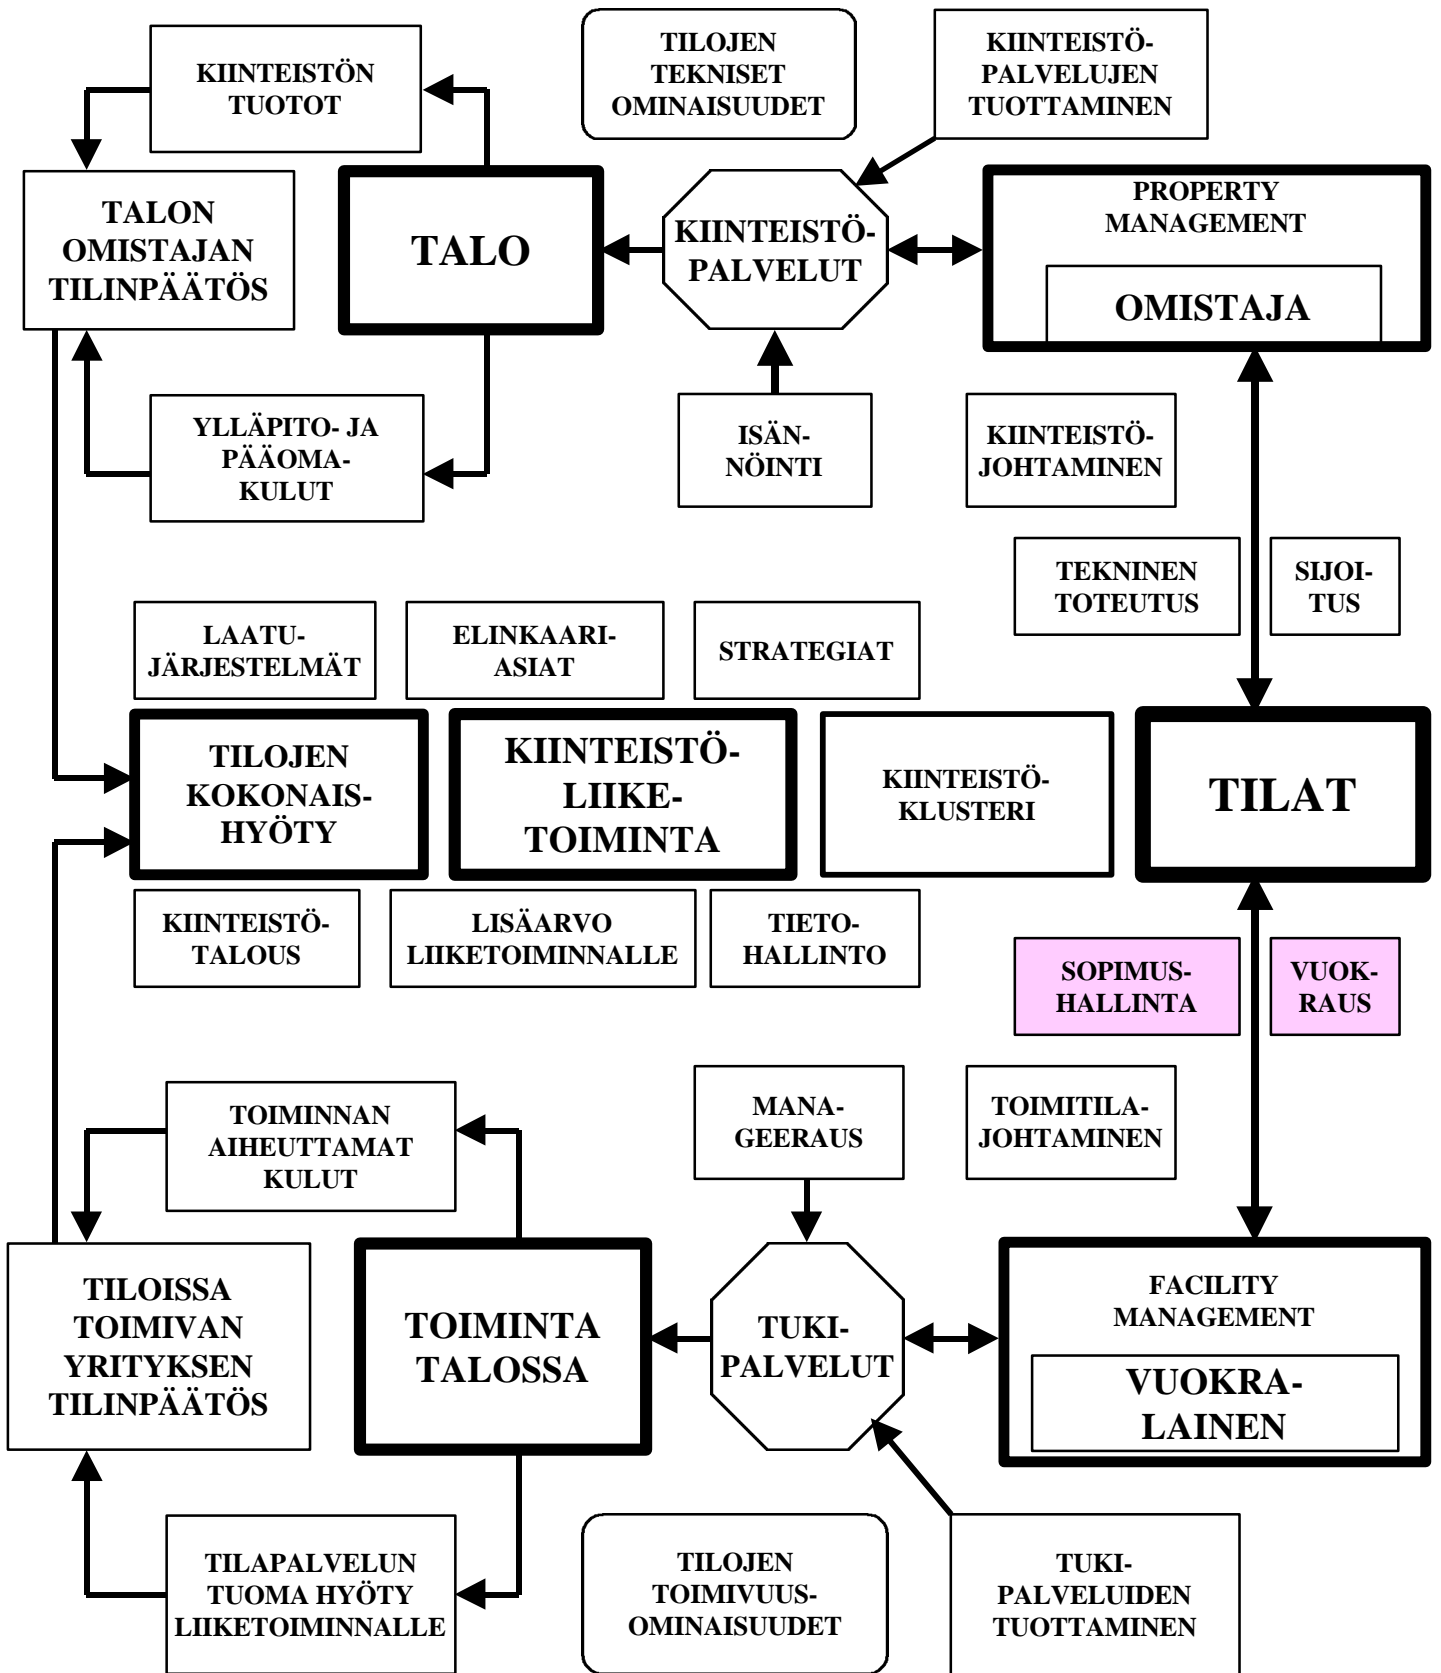 KIINTEISTÖN
TUOTOT
TILOJEN
TEKNISET
OMINAISUUDET
KIINTEISTÖ-
PALVELUJEN
TUOTTAMINEN
TALON
OMISTAJAN
TILINPÄÄTÖS
TALO
KIINTEISTÖ-
PALVELUT
PROPERTY
MANAGEMENT
OMISTAJA
YLLÄPITO- JA
PÄÄOMA-
KULUT
ISÄN-
NÖINTI
KIINTEISTÖ-
JOHTAMINEN
TEKNINEN
TOTEUTUS
SIJOI-
TUS
LAATU-
JÄRJESTELMÄT
ELINKAARI-
ASIAT
STRATEGIAT
TILOJEN
KOKONAIS-
HYÖTY
KIINTEISTÖ-
LIIKE-
TOIMINTA
KIINTEISTÖ-
KLUSTERI
TILAT
KIINTEISTÖ-
TALOUS
LISÄARVO
LIIKETOIMINNALLE
TIETO-
HALLINTO
SOPIMUS-
HALLINTA
VUOK-
RAUS
TOIMINNAN
AIHEUTTAMAT
KULUT
MANA-
GEERAUS
TOIMITILA-
JOHTAMINEN
TILOISSA
TOIMIVAN
YRITYKSEN
TILINPÄÄTÖS
TOIMINTA
TALOSSA
TUKI-
PALVELUT
FACILITY
MANAGEMENT
VUOKRA-
LAINEN
TILAPALVELUN
TUOMA HYÖTY
LIIKETOIMINNALLE
TILOJEN
TOIMIVUUS-
OMINAISUUDET
TUKI-
PALVELUIDEN
TUOTTAMINEN